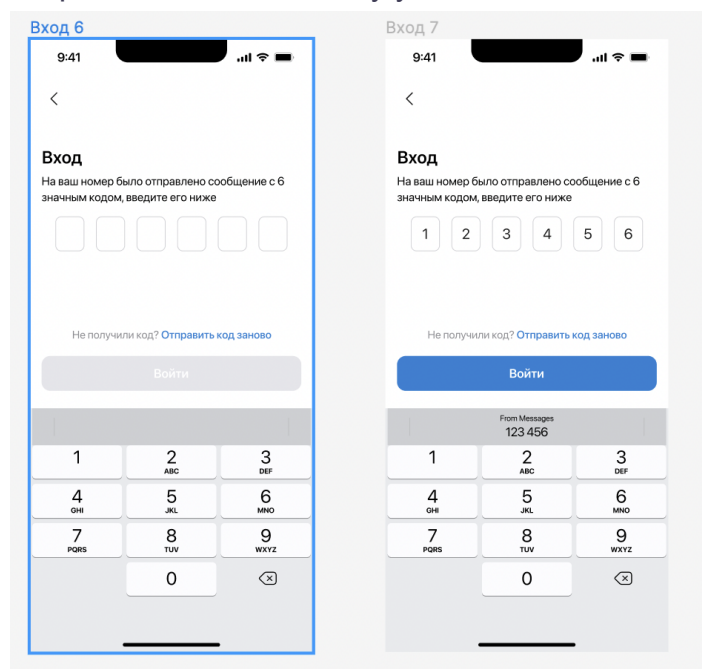 Вход 6
9:41
Вход
На ваш номер было отправлено сообщение с 6
значным кодом, введите его ниже
Не получили код? Отправить код заново
Войти
1 2 3
ABC DEF
4 5 6
GHI JKL MNO
7 8 9
PQRS TUV WXYZ
0
Вход 7
9:41
Вход
На ваш номер было отправлено сообщение с 6
значным кодом, введите его ниже
1 2 3 4 5 6
Не получили код? Отправить код заново
Войти
From Messages
123 456
1 2 3
ABC DEF
4 5 6
GHI JKL MNO
7 8 9
PQRS TUV WXYZ
0